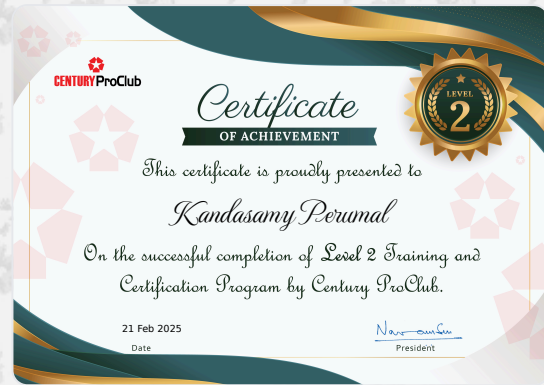 CENTURY ProClub
Certificate
OF ACHIEVEMENT
LEVEL
2
This certificate is proudly presented to
Kandasamy Perumal
On the successful completion of Level 2 Training and
Certification Program by Century ProClub.
21 Feb 2025
Date
President